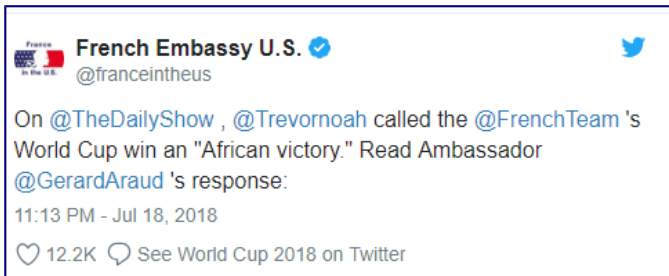 France
in the U.S.
French Embassy U.S.
@franceintheus
On @TheDailyShow , @Trevornoah called the @FrenchTeam 's
World Cup win an "African victory." Read Ambassador
@GerardAraud 's response:
11:13 PM - Jul 18, 2018
12.2K See World Cup 2018 on Twitter